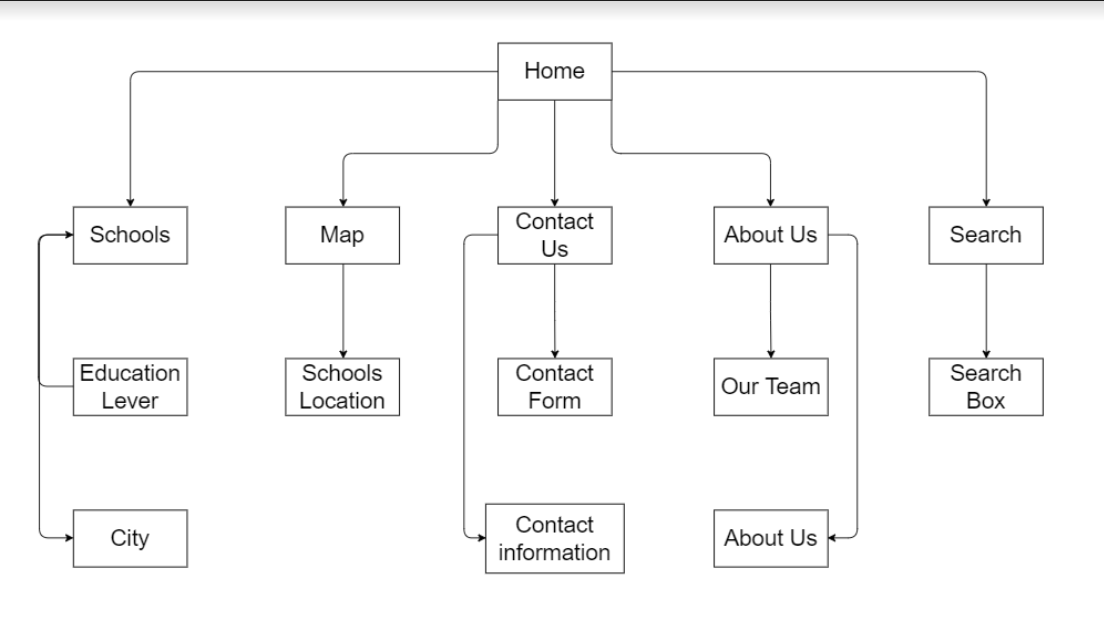 Home
Schools
Map
Contact
Us
About Us
Search
Education
Lever
Schools
Location
Contact
Form
Our Team
Search
Box
City
Contact
information
About Us